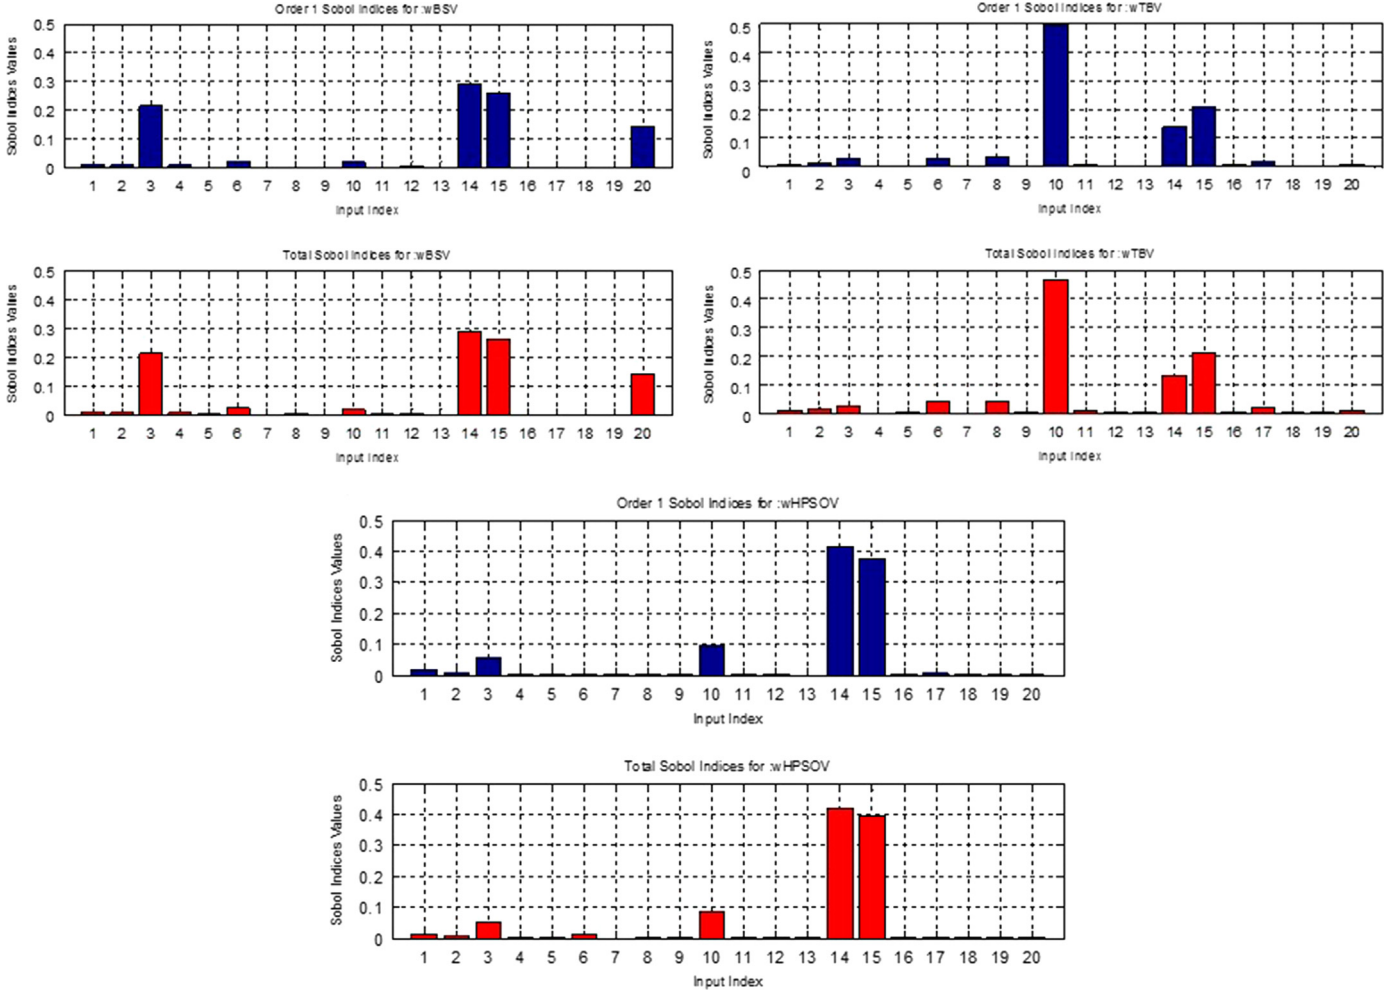 Order 1 Sobol Indices for :wBSV
Sobol Indices Values
0.5
0.4
0.3
0.2
0.1
0
1 2 3 4 5 6 7 8 9 10 11 12 13 14 15 16 17 18 19 20
Input Index
Order 1 Sobol Indices for :wTBV
Sobol Indices Values
0.5
0.4
0.3
0.2
0.1
0
1 2 3 4 5 6 7 8 9 10 11 12 13 14 15 16 17 18 19 20
Input Index
Total Sobol Indices for :wBSV
Sobol Indices Values
0.5
0.4
0.3
0.2
0.1
0
1 2 3 4 5 6 7 8 9 10 11 12 13 14 15 16 17 18 19 20
Input Index
Total Sobol Indices for :wTBV
Sobol Indices Values
0.5
0.4
0.3
0.2
0.1
0
1 2 3 4 5 6 7 8 9 10 11 12 13 14 15 16 17 18 19 20
Input Index
Order 1 Sobol Indices for :wHPSOV
Sobol Indices Values
0.5
0.4
0.3
0.2
0.1
0
1 2 3 4 5 6 7 8 9 10 11 12 13 14 15 16 17 18 19 20
Input Index
Total Sobol Indices for :wHPSOV
Sobol Indices Values
0.5
0.4
0.3
0.2
0.1
0
1 2 3 4 5 6 7 8 9 10 11 12 13 14 15 16 17 18 19 20
Input Index